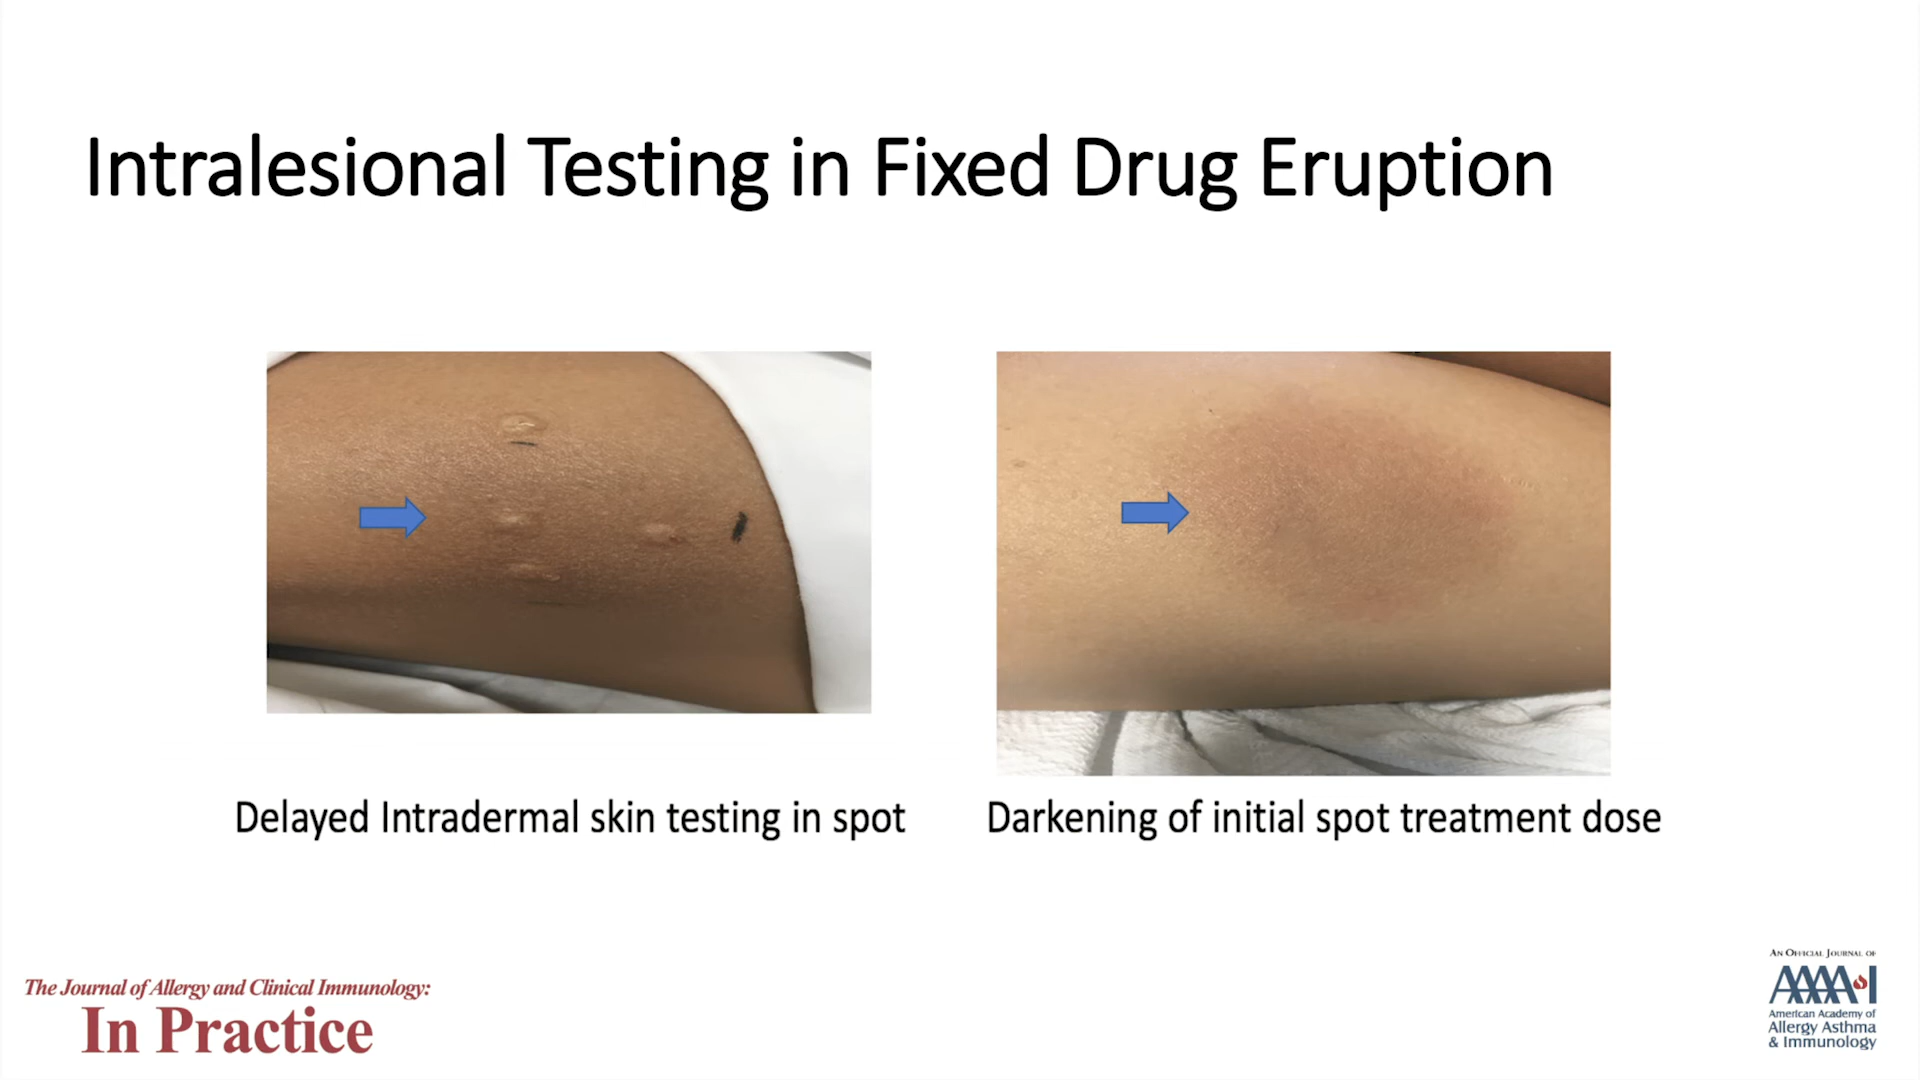 Intralesional Testing in Fixed Drug Eruption
Delayed Intradermal skin testing in spot
Darkening of initial spot treatment dose
The Journal of Allergy and Clinical Immunology:
In Practice
AN OFFICIAL JOURNAL OF
AAAAI
American Academy of
Allergy Asthma
& Immunology